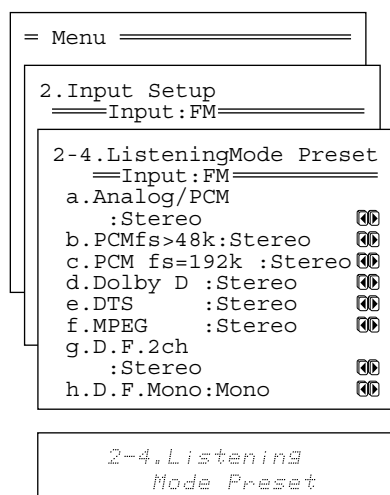 = Menu
2.Input Setup
Input:FM
2-4.ListeningMode Preset
Input:FM
a.Analog/PCM
:Stereo
b.PCMfs>48k:Stereo
c.PCM fs=192k :Stereo
d.Dolby D :Stereo
e.DTS :Stereo
f.MPEG :Stereo
g.D.F.2ch
:Stereo
h.D.F.Mono:Mono
2-4.Listening
Mode Preset